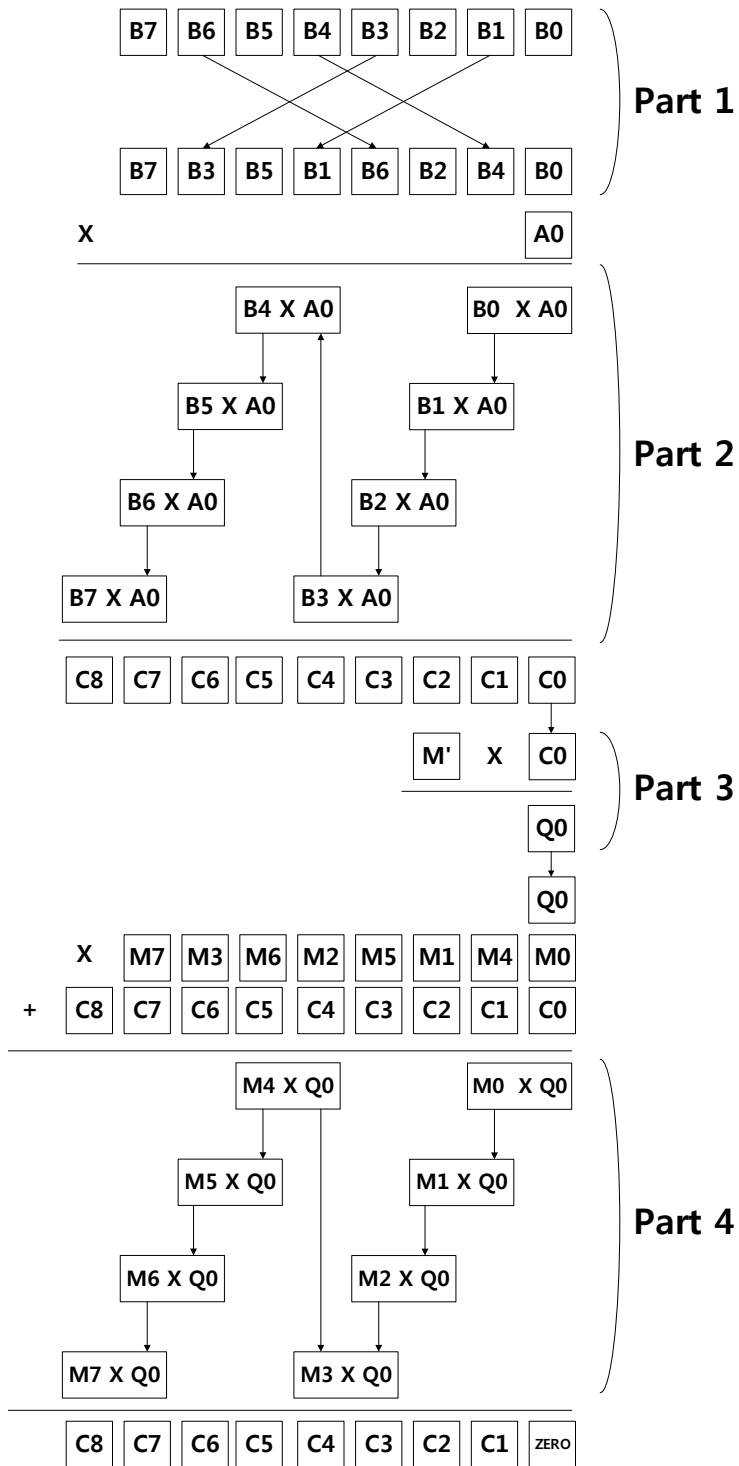 B7 B6 B5 B4 B3 B2 B1 B0
Part 1
B7 B3 B5 B1 B6 B2 B4 B0
X A0
B4 X A0 B0 X A0
B5 X A0 B1 X A0
Part 2
B6 X A0 B2 X A0
B7 X A0 B3 X A0
C8 C7 C6 C5 C4 C3 C2 C1 C0
M' X C0
Part 3
Q0
Q0
X M7 M3 M6 M2 M5 M1 M4 M0
+ C8 C7 C6 C5 C4 C3 C2 C1 C0
M4 X Q0 M0 X Q0
M5 X Q0 M1 X Q0
Part 4
M6 X Q0 M2 X Q0
M7 X Q0 M3 X Q0
C8 C7 C6 C5 C4 C3 C2 C1 ZERO